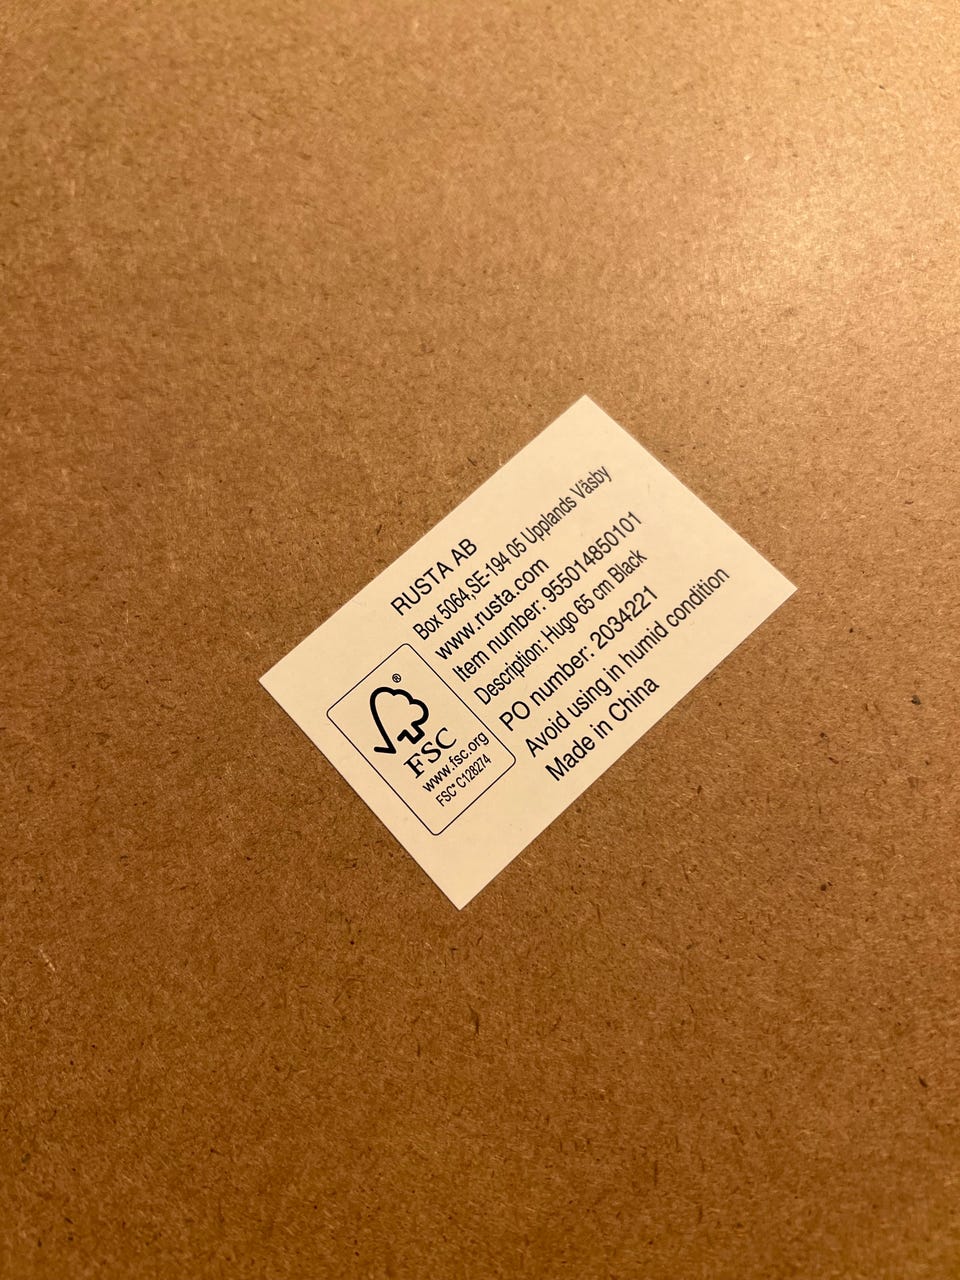 RUSTA AB
Box 5064,SE-194 05 Upplands Väsby
www.rusta.com
Item number: 955014850101
Description: Hugo 65 cm Black
PO number: 2034221
Avoid using in humid condition
Made in China
®
FSC
www.fsc.org
FSC® C128274